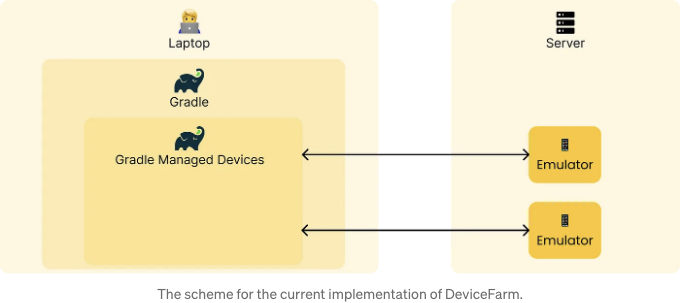 Laptop
Server
Gradle
Gradle Managed Devices
Emulator
Emulator
The scheme for the current implementation of DeviceFarm.